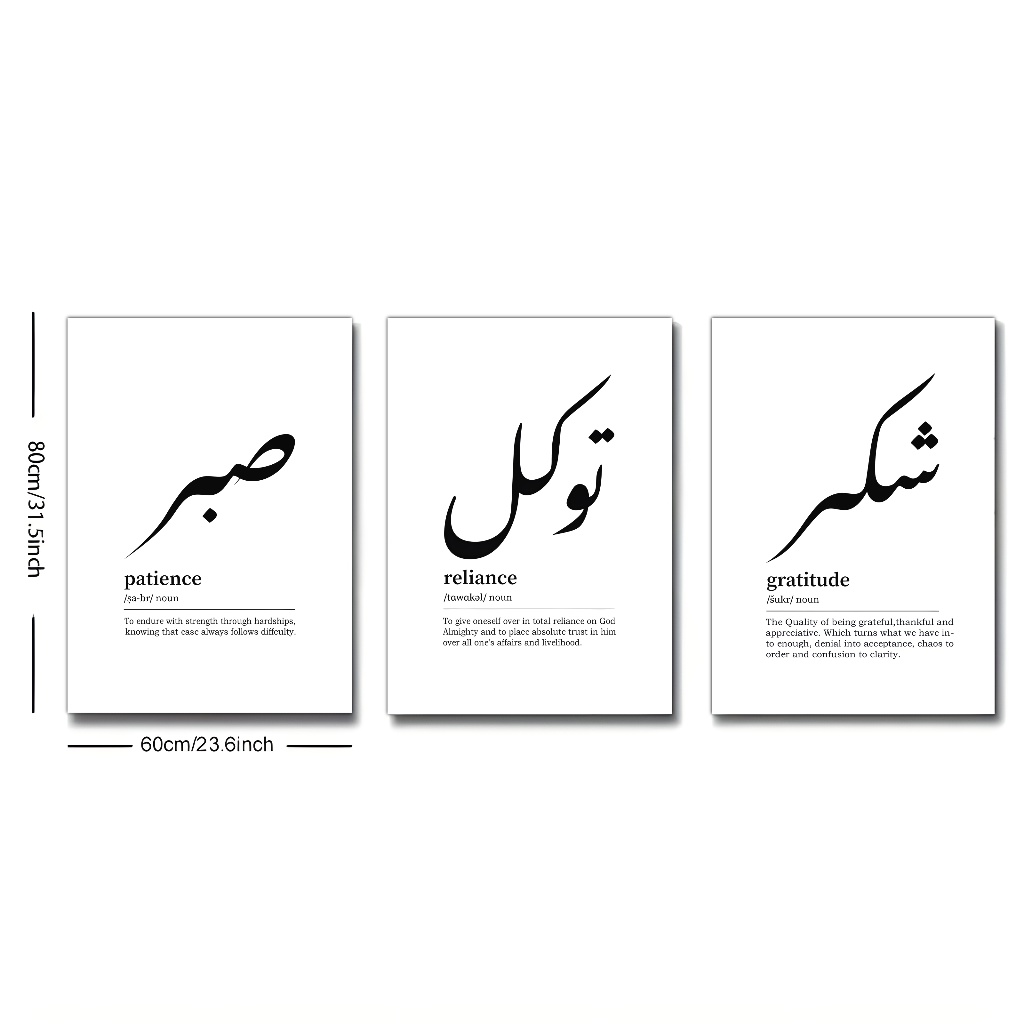 80cm/31.5inch
صبر
patience
/ṣa-br/ noun
To endure with strength through hardships,
knowing that ease always follows diffculty.
60cm/23.6inch
توكل
reliance
/tawakəl/ noun
To give oneself over in total reliance on God
Almighty and to place absolute trust in him
over all one's affairs and livelihood.
شكر
gratitude
/šukr/ noun
The Quality of being grateful,thankful and
appreciative. Which turns what we have in-
to enough, denial into acceptance, chaos to
order and confusion to clarity.